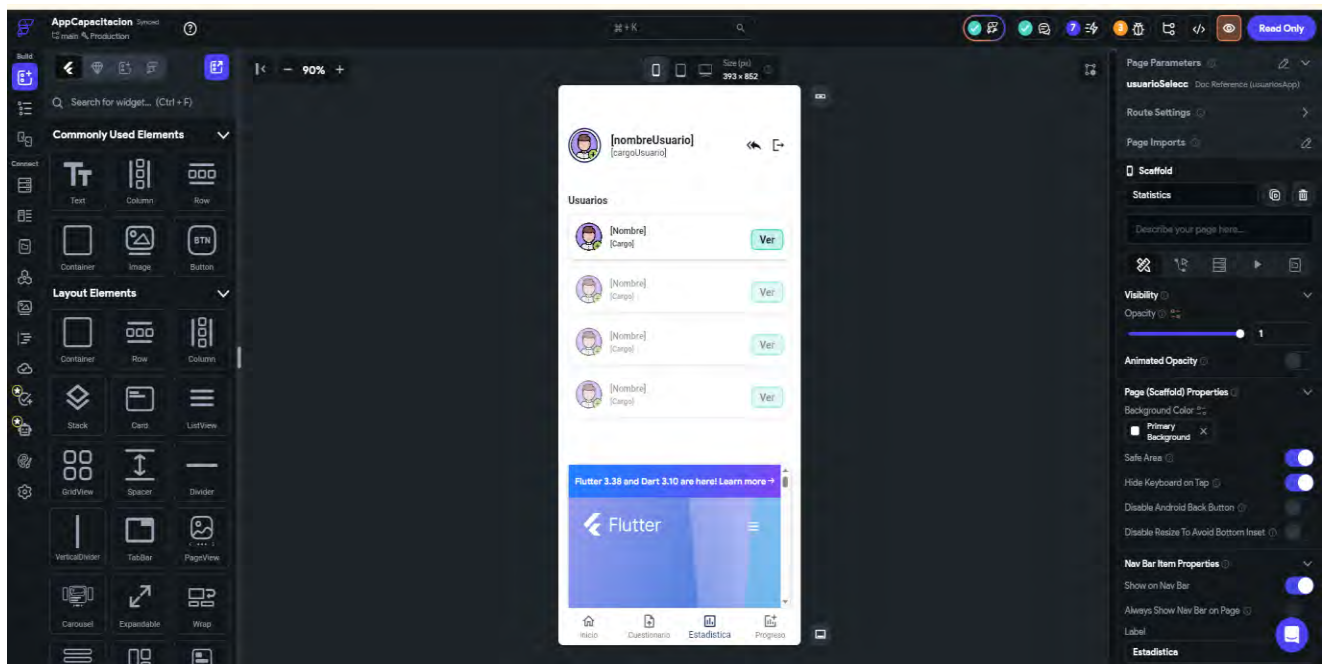 AppCapacitacion Synced
main Production
⌘+K
7
3
Read Only
Build
Connect
90%
Size (px)
393 × 852
Search for widget... (Ctrl + F)
Commonly Used Elements
Text
Column
Row
BTN
Container
Image
Button
Layout Elements
Container
Row
Column
Stack
Card
ListView
GridView
Spacer
Divider
VerticalDivider
TabBar
PageView
Carousel
Expandable
Wrap
[nombreUsuario]
[cargoUsuario]
Usuarios
[Nombre]
[Cargo]
Ver
[Nombre]
[Cargo]
Ver
[Nombre]
[Cargo]
Ver
[Nombre]
[Cargo]
Ver
Flutter 3.38 and Dart 3.10 are here! Learn more →
Flutter
Inicio
Cuestionario
Estadistica
Progreso
Page Parameters
usuarioSelecc Doc Reference (usuariosApp)
Route Settings
Page Imports
Scaffold
Statistics
Describe your page here...
Visibility
Opacity
1
Animated Opacity
Page (Scaffold) Properties
Background Color
Primary
Background
Safe Area
Hide Keyboard on Tap
Disable Android Back Button
Disable Resize To Avoid Bottom Inset
Nav Bar Item Properties
Show on Nav Bar
Always Show Nav Bar on Page
Label
Estadistica